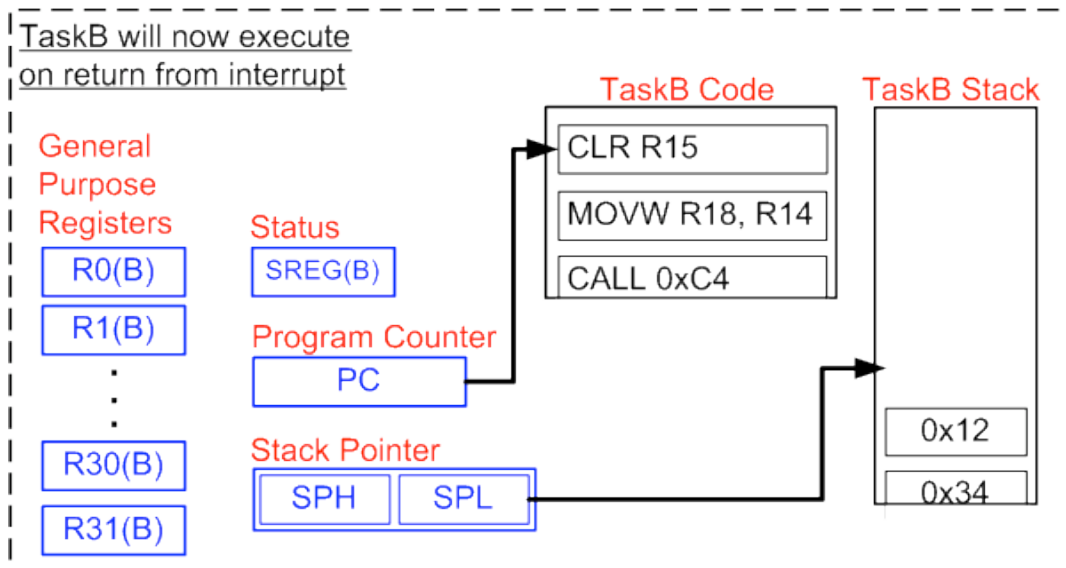 TaskB will now execute
on return from interrupt
General
Purpose
Registers
R0(B)
R1(B)
R30(B)
R31(B)
Status
SREG(B)
Program Counter
PC
Stack Pointer
SPH SPL
TaskB Code
CLR R15
MOVW R18, R14
CALL 0xC4
TaskB Stack
0x12
0x34